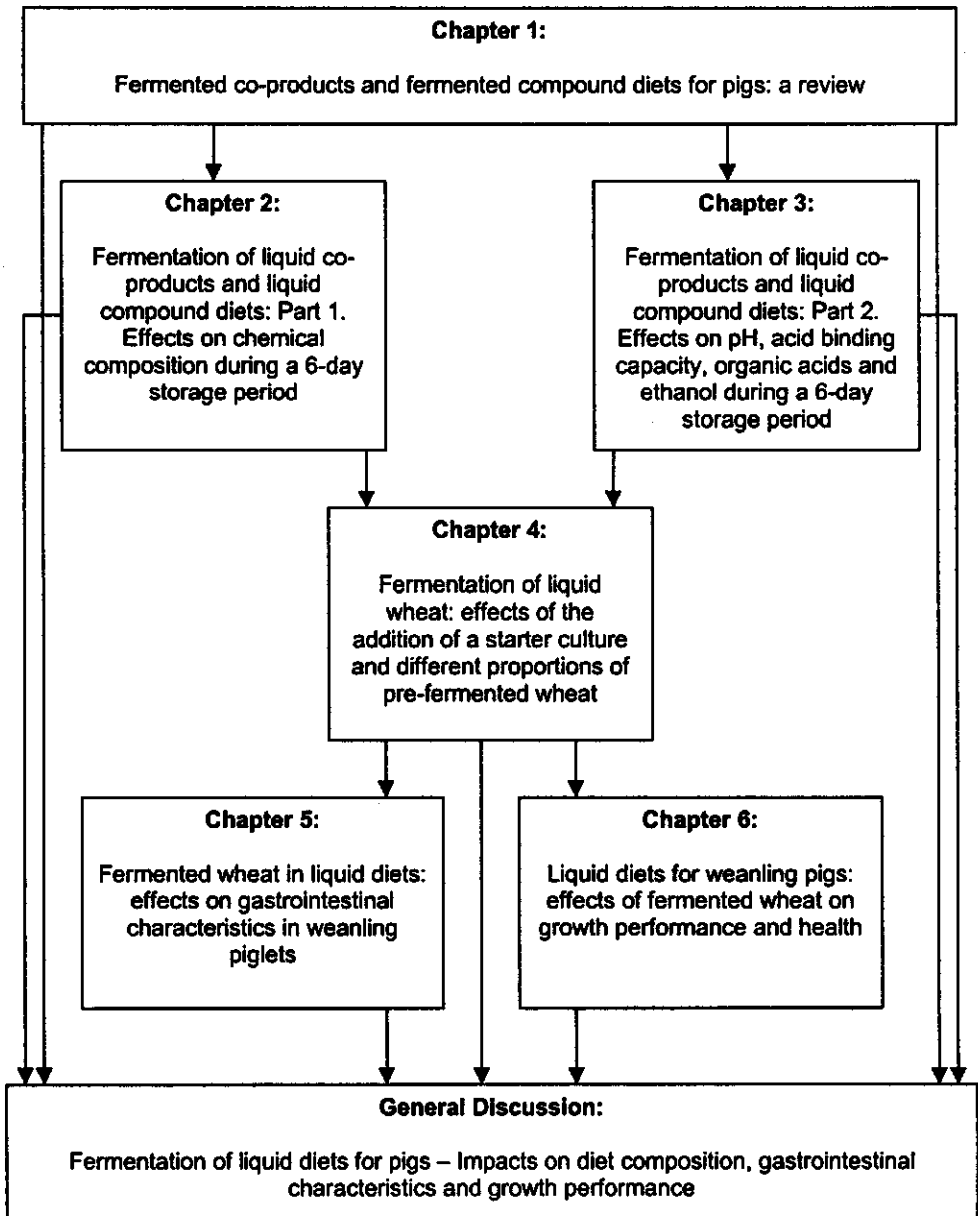 Chapter 1:
Fermented co-products and fermented compound diets for pigs: a review
Chapter 2:
Fermentation of liquid co-
products and liquid
compound diets: Part 1.
Effects on chemical
composition during a 6-day
storage period
Chapter 3:
Fermentation of liquid co-
products and liquid
compound diets: Part 2.
Effects on pH, acid binding
capacity, organic acids and
ethanol during a 6-day
storage period
Chapter 4:
Fermentation of liquid
wheat: effects of the
addition of a starter culture
and different proportions of
pre-fermented wheat
Chapter 5:
Fermented wheat in liquid diets:
effects on gastrointestinal
characteristics in weanling
piglets
Chapter 6:
Liquid diets for weanling pigs:
effects of fermented wheat on
growth performance and health
General Discussion:
Fermentation of liquid diets for pigs – Impacts on diet composition, gastrointestinal
characteristics and growth performance